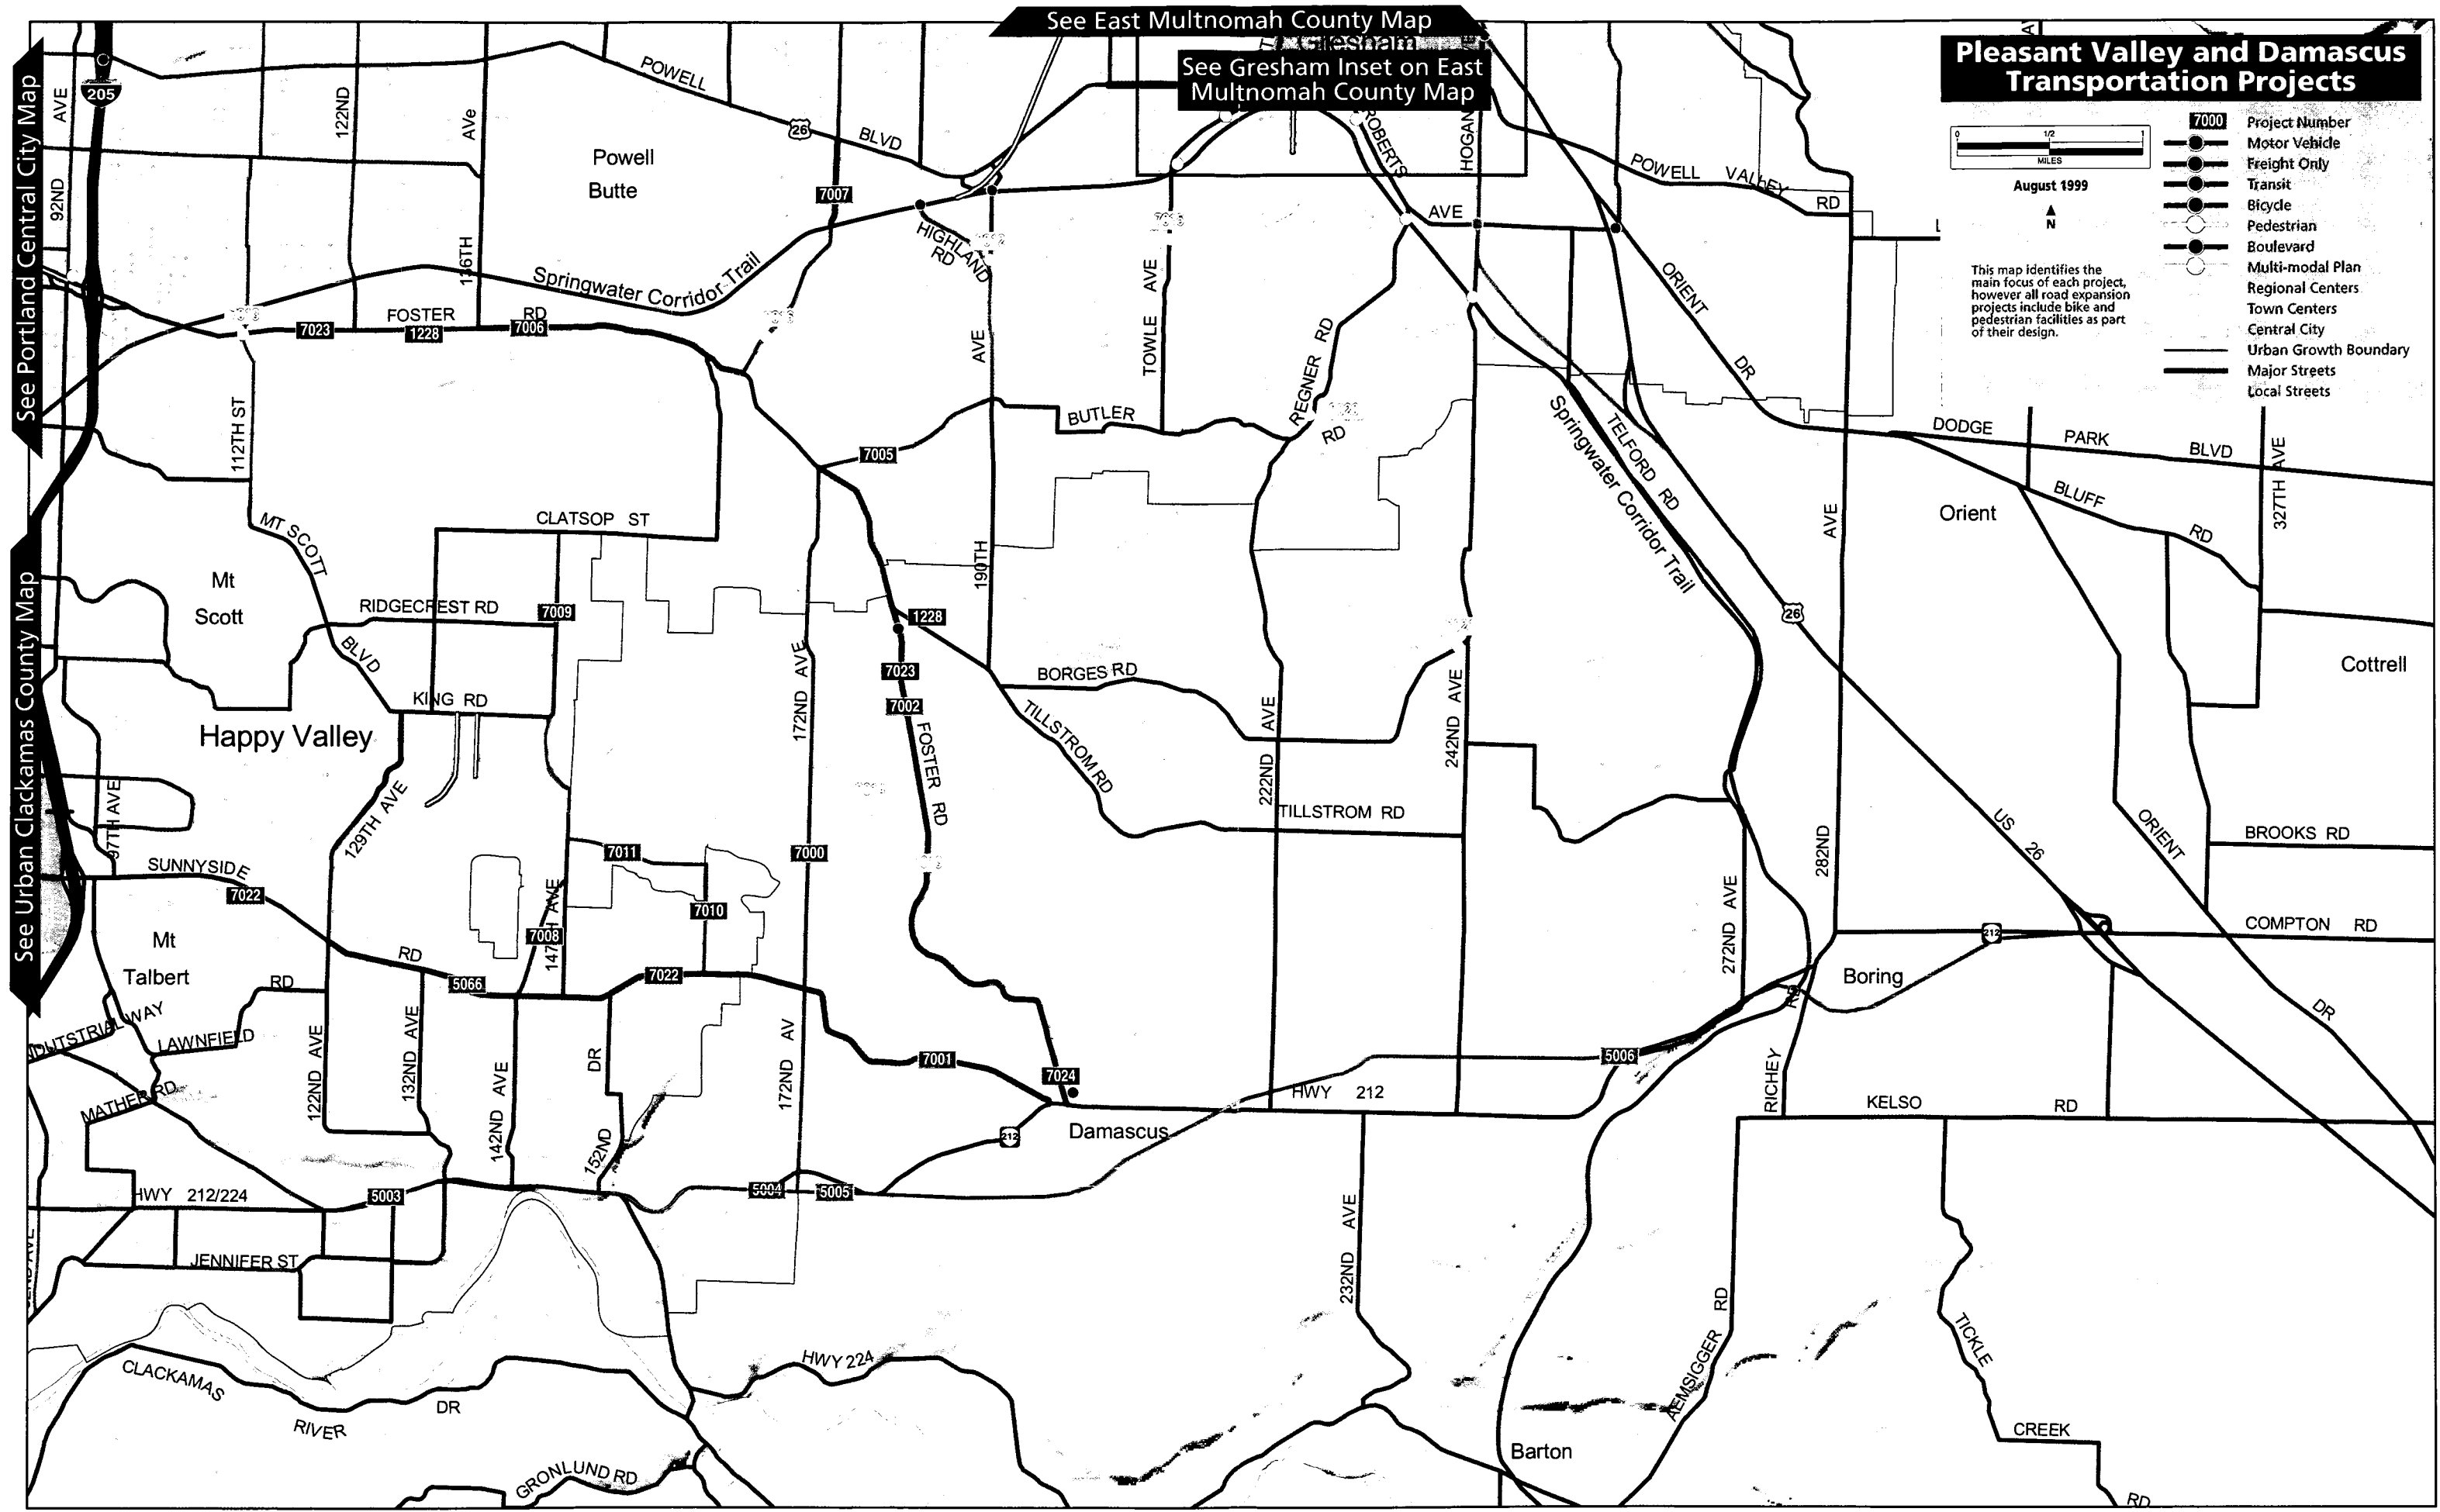 See East Multnomah County Map
Gresham
See Gresham Inset on East
Multnomah County Map
Pleasant Valley and Damascus
Transportation Projects
0 1/2 1
MILES
August 1999
N
This map identifies the
main focus of each project,
however all road expansion
projects include bike and
pedestrian facilities as part
of their design.
7000 Project Number
Motor Vehicle
Freight Only
Transit
Bicycle
Pedestrian
Boulevard
Multi-modal Plan
Regional Centers
Town Centers
Central City
Urban Growth Boundary
Major Streets
Local Streets
See Portland Central City Map
See Urban Clackamas County Map
205
92ND AVE
122ND
136TH AVe
POWELL BLVD
26
Powell
Butte
7007
HIGHLAND
RD
Springwater Corridor Trail
FOSTER RD
7023
1228
7006
112TH ST
MT SCOTT BLVD
Mt
Scott
CLATSOP ST
RIDGECREST RD
7009
KING RD
Happy Valley
129TH AVE
97TH AVE
SUNNYSIDE RD
7022
Mt
Talbert
RD
LAWNFIELD
MATHER RD
122ND AVE
132ND AVE
142ND AVE
152ND DR
5066
7008
147TH AVE
7011
7010
7022
7000
172ND AVE
172ND AV
7005
BUTLER RD
190TH AVE
TOWLE AVE
REGNER RD
ROBERTS AVE
HOGAN
POWELL VALLEY RD
ORIENT DR
TELFORD RD
Springwater Corridor Trail
1228
7023
7002
FOSTER RD
BORGES RD
TILLSTROM RD
TILLSTROM RD
222ND AVE
242ND AVE
272ND AVE
282ND AVE
DODGE PARK BLVD
BLUFF RD
327TH AVE
Orient
Cottrell
26
US 26
ORIENT DR
BROOKS RD
COMPTON RD
212
Boring
RD
RICHEY
KELSO RD
5006
HWY 212
7001
7024
Damascus
212
5004
5005
HWY 212/224
5003
JENNIFER ST
CLACKAMAS RIVER DR
HWY 224
GRONLUND RD
232ND AVE
Barton
AEMSIGGER RD
TICKLE CREEK RD